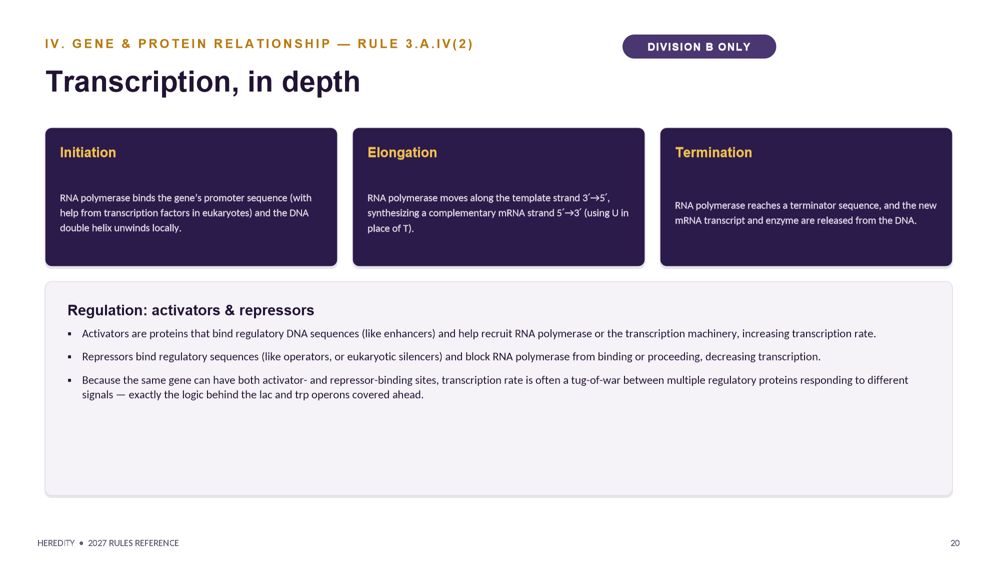 IV. GENE & PROTEIN RELATIONSHIP — RULE 3.A.IV(2)
DIVISION B ONLY
Transcription, in depth
Initiation
RNA polymerase binds the gene's promoter sequence (with
help from transcription factors in eukaryotes) and the DNA
double helix unwinds locally.
Elongation
RNA polymerase moves along the template strand 3′→5′,
synthesizing a complementary mRNA strand 5′→3′ (using U in
place of T).
Termination
RNA polymerase reaches a terminator sequence, and the new
mRNA transcript and enzyme are released from the DNA.
Regulation: activators & repressors
▪ Activators are proteins that bind regulatory DNA sequences (like enhancers) and help recruit RNA polymerase or the transcription machinery, increasing transcription rate.
▪ Repressors bind regulatory sequences (like operators, or eukaryotic silencers) and block RNA polymerase from binding or proceeding, decreasing transcription.
▪ Because the same gene can have both activator- and repressor-binding sites, transcription rate is often a tug-of-war between multiple regulatory proteins responding to different
signals — exactly the logic behind the lac and trp operons covered ahead.
HEREDITY • 2027 RULES REFERENCE
20